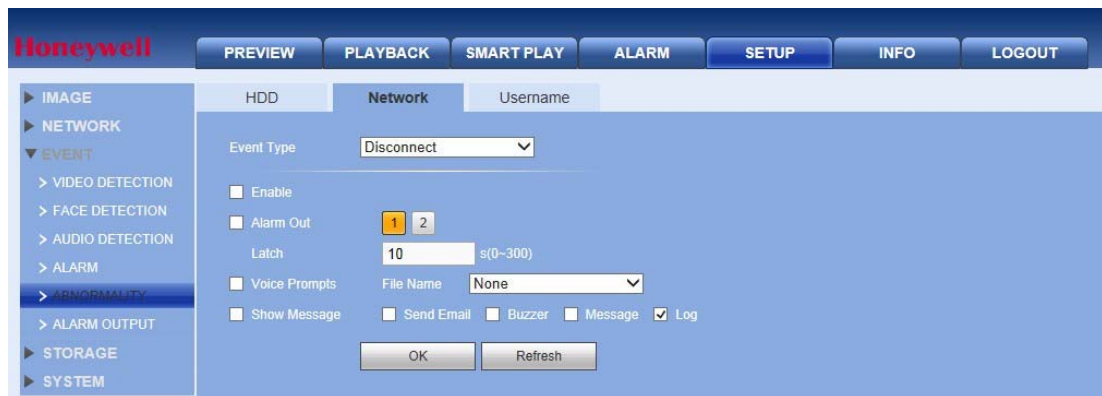 Honeywell
PREVIEW PLAYBACK SMART PLAY ALARM SETUP INFO LOGOUT
IMAGE
NETWORK
EVENT
> VIDEO DETECTION
> FACE DETECTION
> AUDIO DETECTION
> ALARM
> ABNORMALITY
> ALARM OUTPUT
STORAGE
SYSTEM
HDD Network Username
Event Type Disconnect
Enable
Alarm Out 1 2
Latch 10 s(0~300)
Voice Prompts File Name None
Show Message Send Email Buzzer Message Log
OK Refresh